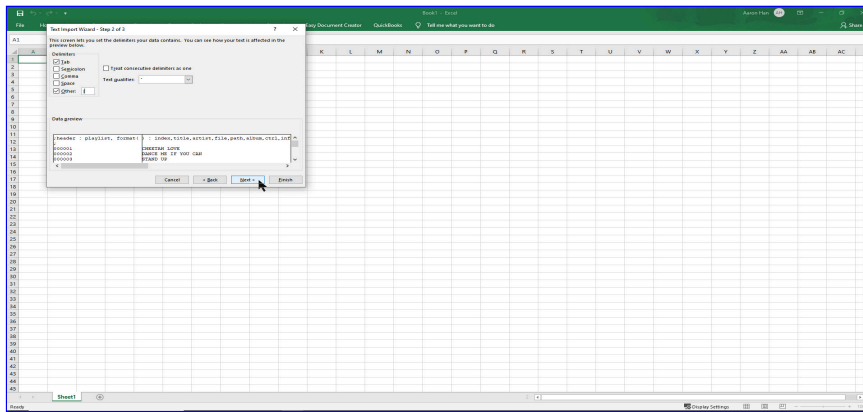 Book1 - Excel
Aaron Han
File
Easy Document Creator
QuickBooks
Tell me what you want to do
Share
A1
Text Import Wizard - Step 2 of 3
This screen lets you set the delimiters your data contains. You can see how your text is affected in the
preview below.
Delimiters
Tab
Semicolon
Comma
Space
Other:
Treat consecutive delimiters as one
Text qualifier: "
Data preview
(header : playlist, format) : index,title,artist,file,path,album,ctrl,inf
000001 CHEETAH LOVE
000002 DANCE ME IF YOU CAN
000003 STAND UP
Cancel < Back Next > Finish
A K L M N O P Q R S T U V W X Y Z AA AB AC
1
2
3
4
5
6
7
8
9
10
11
12
13
14
15
16
17
18
19
20
21
22
23
24
25
26
27
28
29
30
31
32
33
34
35
36
37
38
39
40
41
42
43
44
45
Sheet1
Ready
Display Settings